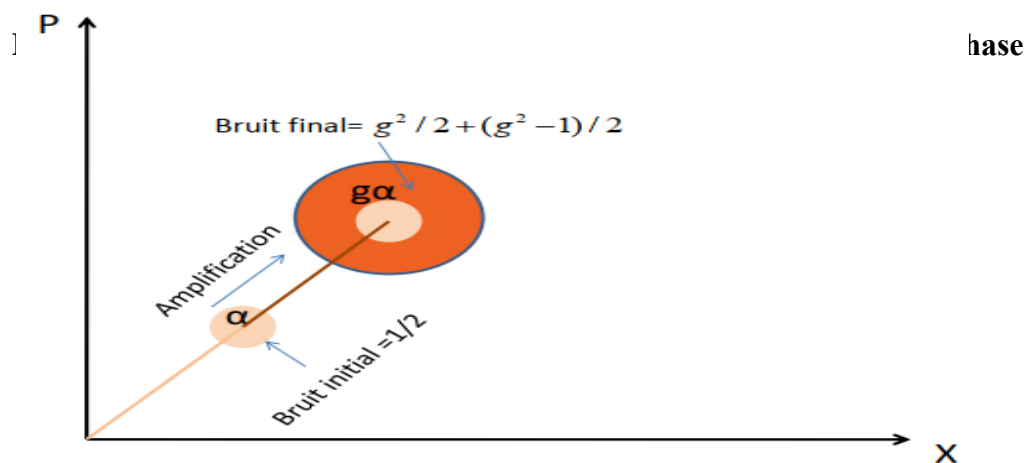 P
hase
Bruit final= g² / 2 + (g² − 1) / 2
gα
Amplification
α
Bruit initial =1/2
X